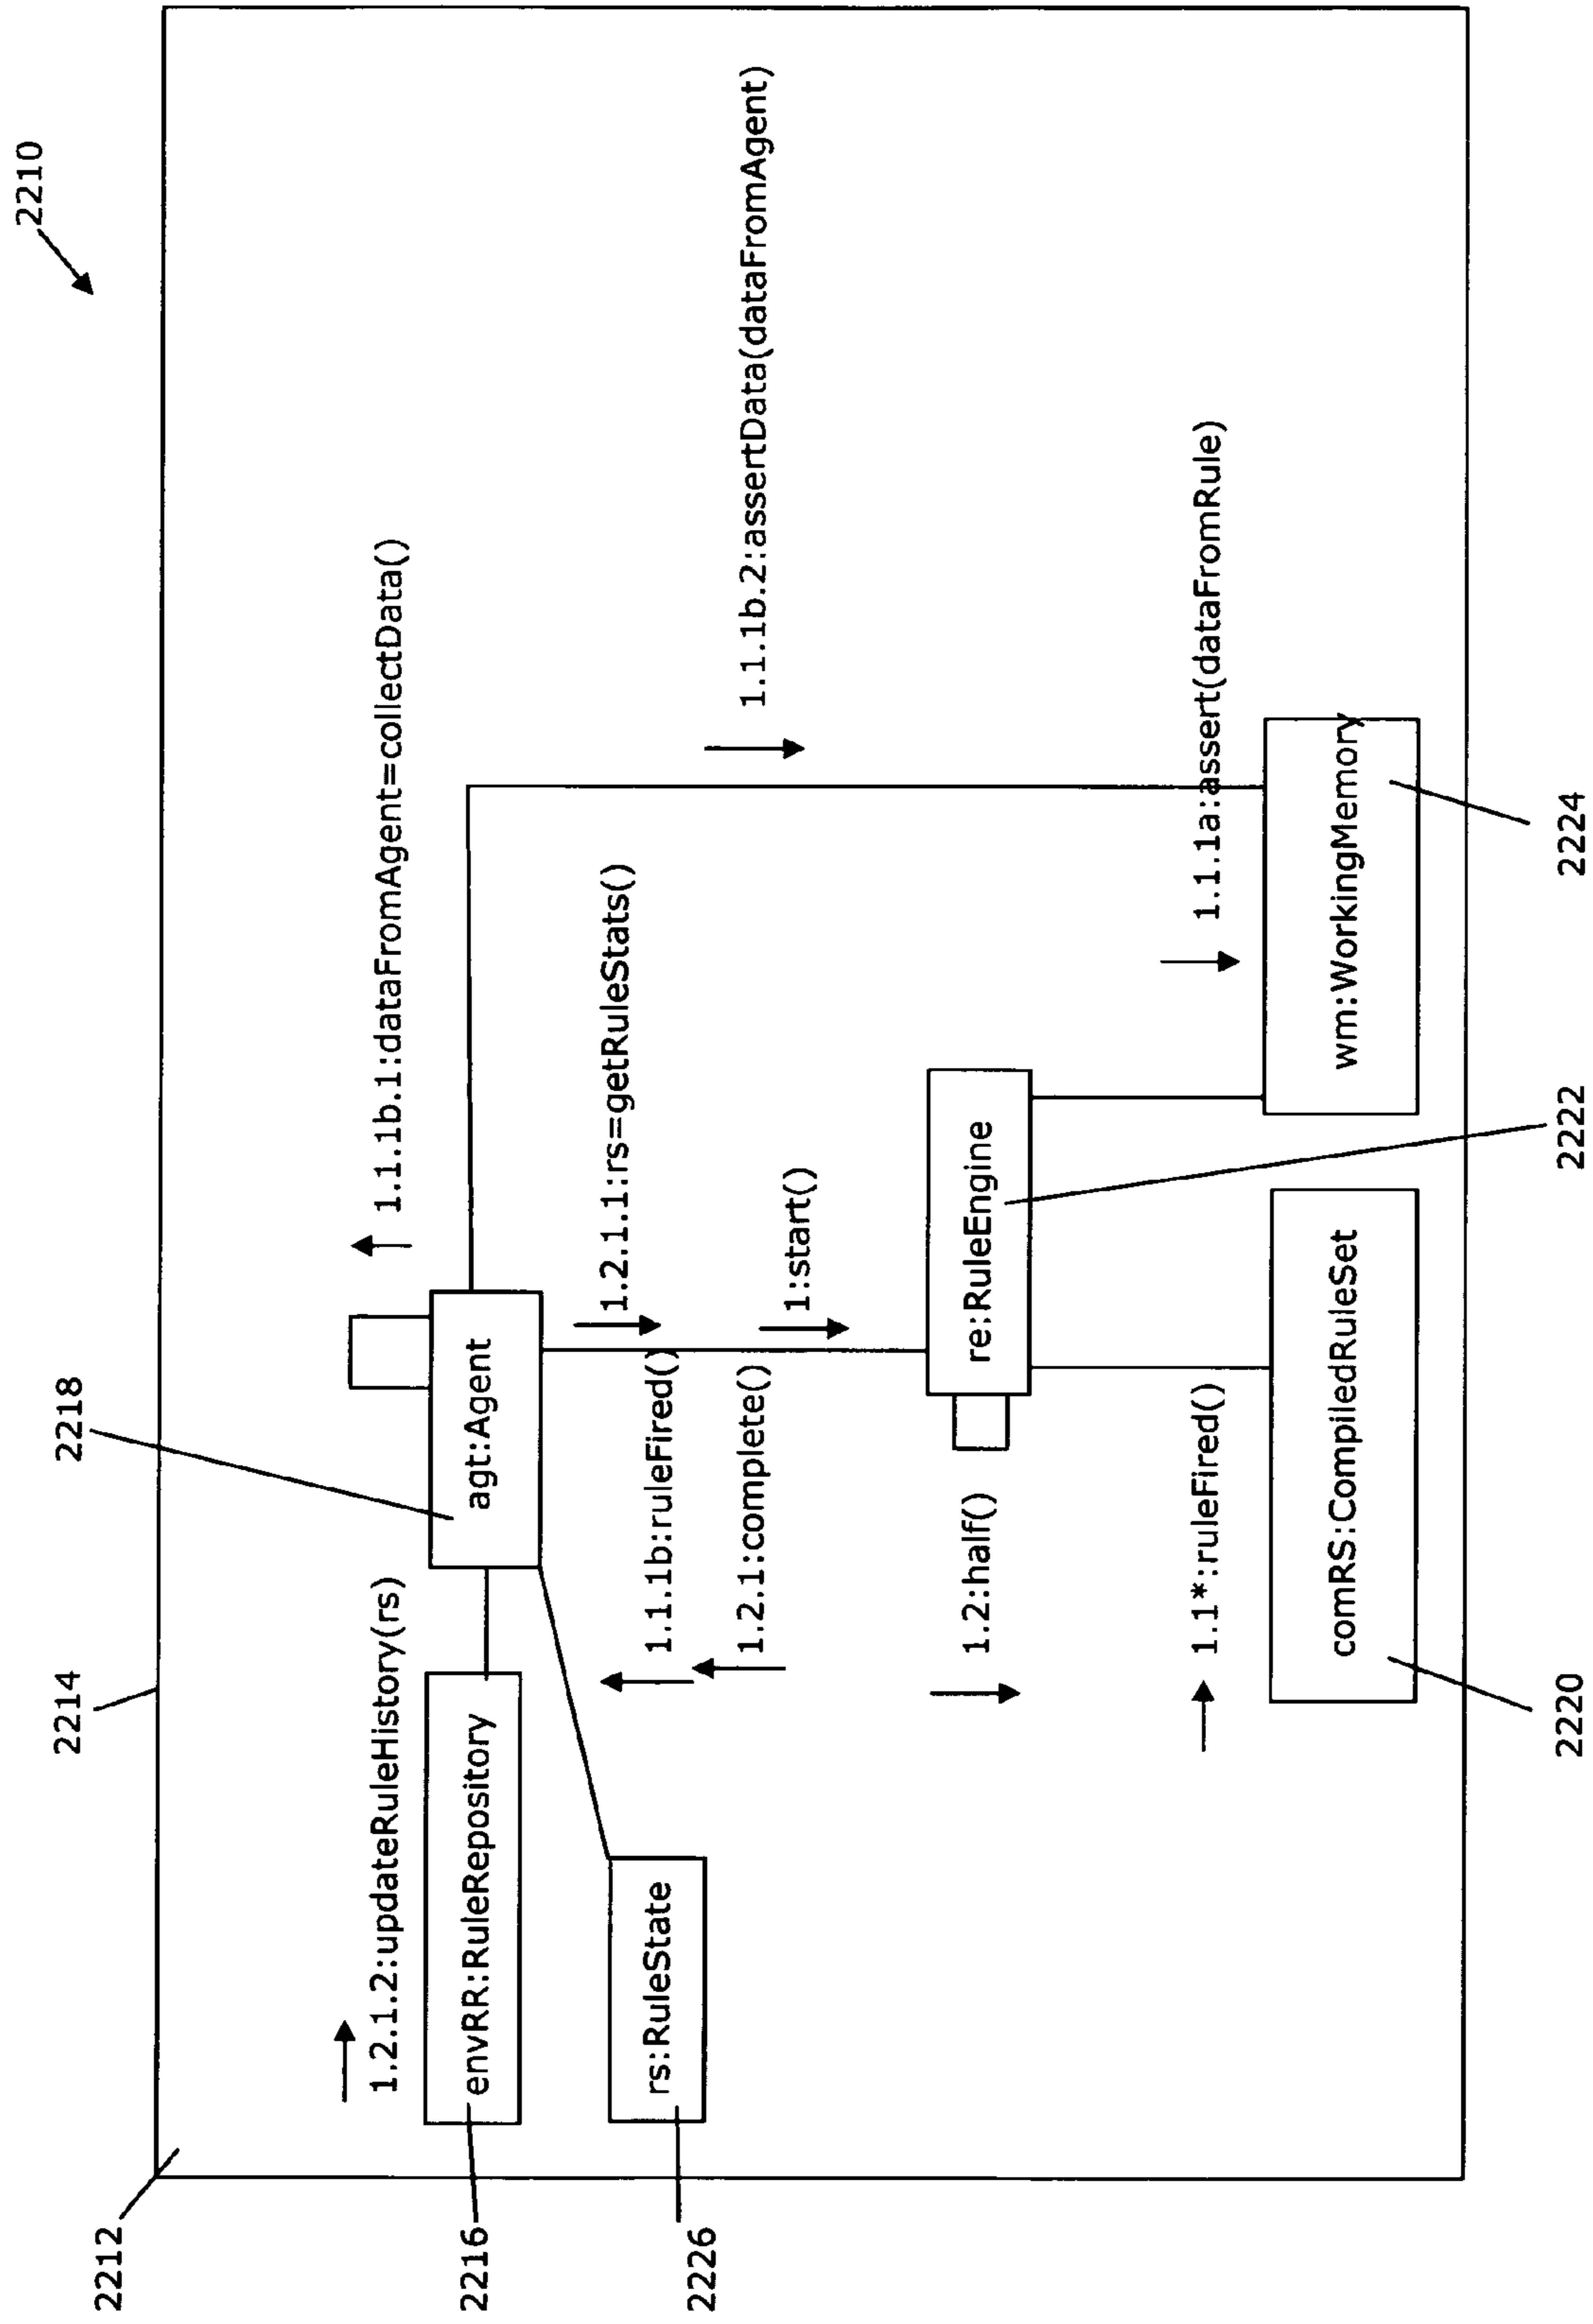 2210
2218
2214
2212
1.1.1b.1:dataFromAgent=collectData()
1.2.1.2:updateRuleHistory(rs)
agt:Agent
envRR:RuleRepository
2216
1.2.1.1:rs=getRuleStats()
1.1.1b:ruleFired()
rs:RuleState
2226
1.1.1b.2:assertData(dataFromAgent)
1:start()
1.2.1:complete()
re:RuleEngine
1.2:half()
1.1.1a:assert(dataFromRule)
1.1*:ruleFired()
wm:WorkingMemory
comRS:CompiledRuleSet
2224
2222
2220